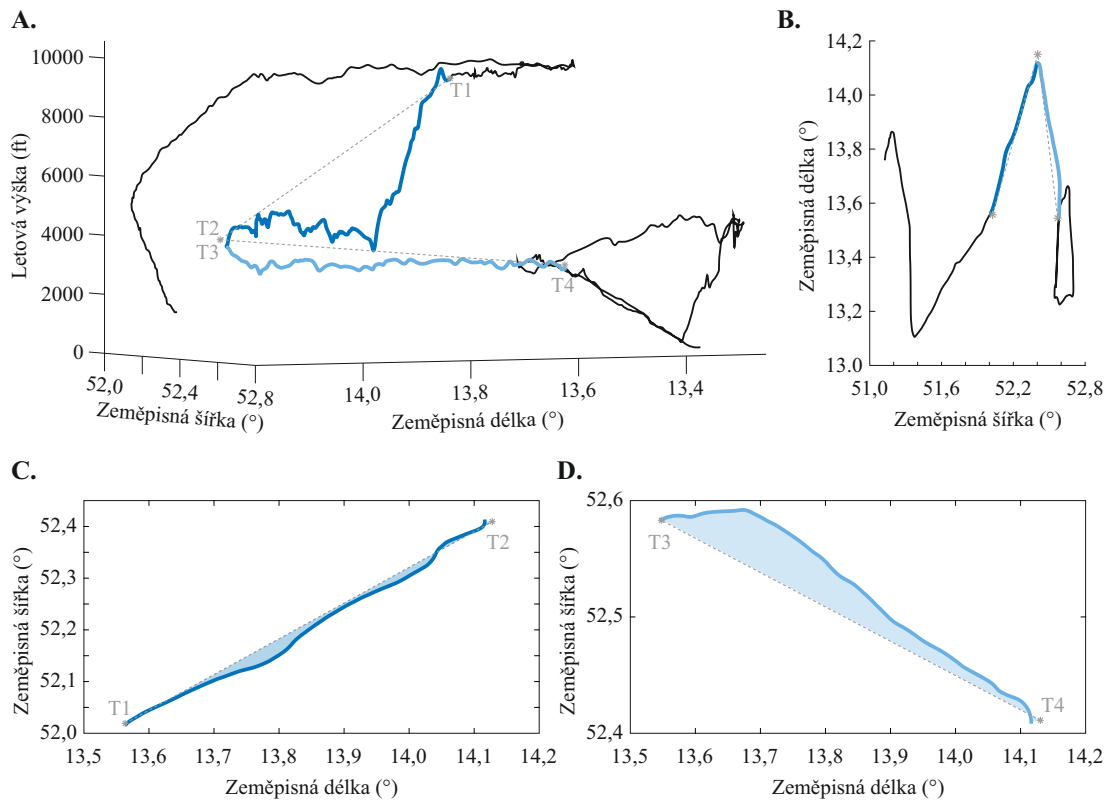 A.
10000
8000
6000
4000
2000
0
Letová výška (ft)
T1
T2
T3
T4
52,0
52,4
52,8
14,0
13,8
13,6
13,4
Zeměpisná šířka (°)
Zeměpisná délka (°)
B.
14,2
14,0
13,8
13,6
13,4
13,2
13,0
Zeměpisná délka (°)
51,0
51,6
52,2
52,8
Zeměpisná šířka (°)
C.
52,4
52,3
52,2
52,1
52,0
Zeměpisná šířka (°)
T1
T2
13,5
13,6
13,7
13,8
13,9
14,0
14,1
14,2
Zeměpisná délka (°)
D.
52,6
52,5
52,4
Zeměpisná šířka (°)
T3
T4
13,5
13,6
13,7
13,8
13,9
14,0
14,1
14,2
Zeměpisná délka (°)